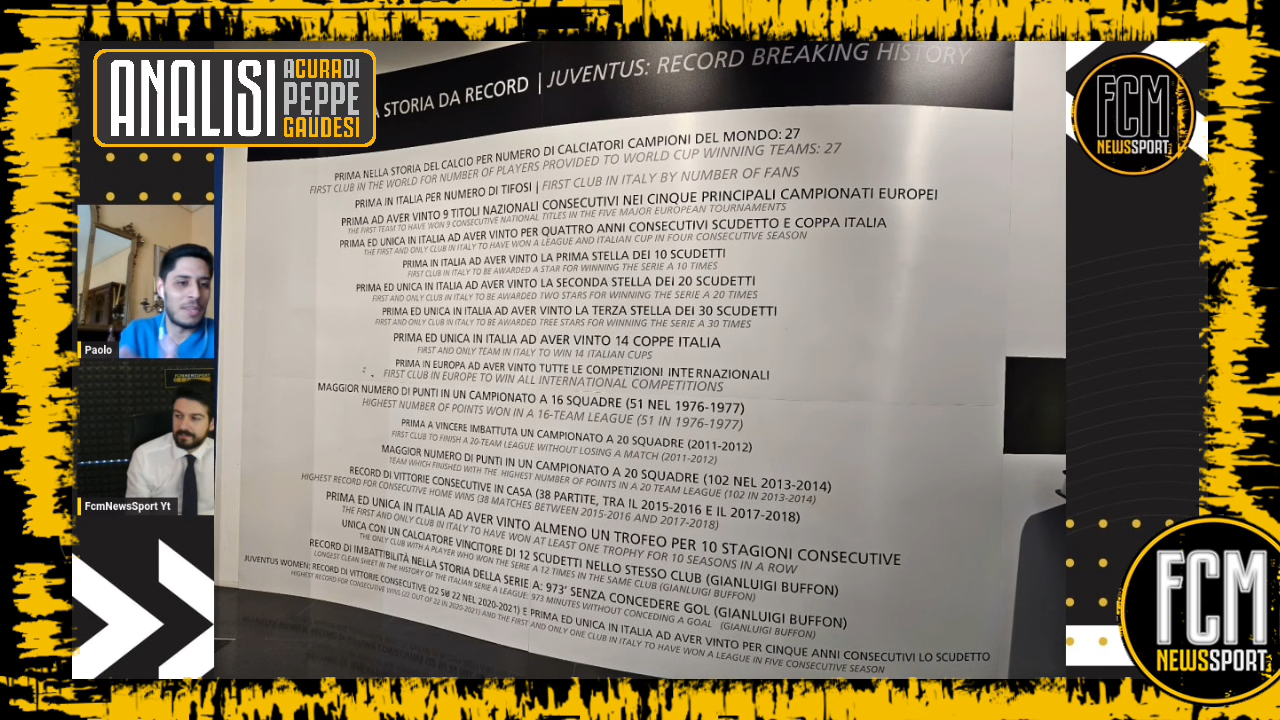 ANALISI
ACURADI
PEPPE
GAUDESI
FCM
NEWSSPORT
A STORIA DA RECORD | JUVENTUS: RECORD BREAKING HISTORY
PRIMA NELLA STORIA DEL CALCIO PER NUMERO DI CALCIATORI CAMPIONI DEL MONDO: 27
FIRST CLUB IN THE WORLD FOR NUMBER OF PLAYERS PROVIDED TO WORLD CUP WINNING TEAMS: 27
PRIMA IN ITALIA PER NUMERO DI TIFOSI | FIRST CLUB IN ITALY BY NUMBER OF FANS
PRIMA AD AVER VINTO 9 TITOLI NAZIONALI CONSECUTIVI NEI CINQUE PRINCIPALI CAMPIONATI EUROPEI
THE FIRST TEAM TO HAVE WON 9 CONSECUTIVE NATIONAL TITLES IN THE FIVE MAJOR EUROPEAN TOURNAMENTS
PRIMA ED UNICA IN ITALIA AD AVER VINTO PER QUATTRO ANNI CONSECUTIVI SCUDETTO E COPPA ITALIA
THE FIRST AND ONLY CLUB IN ITALY TO HAVE WON A LEAGUE AND ITALIAN CUP IN FOUR CONSECUTIVE SEASON
PRIMA IN ITALIA AD AVER VINTO LA PRIMA STELLA DEI 10 SCUDETTI
FIRST CLUB IN ITALY TO BE AWARDED A STAR FOR WINNING THE SERIE A 10 TIMES
PRIMA ED UNICA IN ITALIA AD AVER VINTO LA SECONDA STELLA DEI 20 SCUDETTI
FIRST AND ONLY CLUB IN ITALY TO BE AWARDED TWO STARS FOR WINNING THE SERIE A 20 TIMES
PRIMA ED UNICA IN ITALIA AD AVER VINTO LA TERZA STELLA DEI 30 SCUDETTI
FIRST AND ONLY CLUB IN ITALY TO BE AWARDED TREE STARS FOR WINNING THE SERIE A 30 TIMES
PRIMA ED UNICA IN ITALIA AD AVER VINTO 14 COPPE ITALIA
FIRST AND ONLY TEAM IN ITALY TO WIN 14 ITALIAN CUPS
PRIMA IN EUROPA AD AVER VINTO TUTTE LE COMPETIZIONI INTERNAZIONALI
FIRST CLUB IN EUROPE TO WIN ALL INTERNATIONAL COMPETITIONS
MAGGIOR NUMERO DI PUNTI IN UN CAMPIONATO A 16 SQUADRE (51 NEL 1976-1977)
HIGHEST NUMBER OF POINTS WON IN A 16-TEAM LEAGUE (51 IN 1976-1977)
PRIMA A VINCERE IMBATTUTA UN CAMPIONATO A 20 SQUADRE (2011-2012)
FIRST CLUB TO FINISH A 20-TEAM LEAGUE WITHOUT LOSING A MATCH (2011-2012)
MAGGIOR NUMERO DI PUNTI IN UN CAMPIONATO A 20 SQUADRE (102 NEL 2013-2014)
TEAM WHICH FINISHED WITH THE HIGHEST NUMBER OF POINTS IN A 20 TEAM LEAGUE (102 IN 2013-2014)
RECORD DI VITTORIE CONSECUTIVE IN CASA (38 PARTITE, TRA IL 2015-2016 E IL 2017-2018)
HIGHEST RECORD FOR CONSECUTIVE HOME WINS (38 MATCHES BETWEEN 2015-2016 AND 2017-2018)
PRIMA ED UNICA IN ITALIA AD AVER VINTO ALMENO UN TROFEO PER 10 STAGIONI CONSECUTIVE
THE FIRST AND ONLY CLUB IN ITALY TO HAVE WON AT LEAST ONE TROPHY FOR 10 SEASONS IN A ROW
UNICA CON UN CALCIATORE VINCITORE DI 12 SCUDETTI NELLO STESSO CLUB (GIANLUIGI BUFFON)
THE ONLY CLUB WITH A PLAYER WHO WON THE SERIE A 12 TIMES IN THE SAME CLUB (GIANLUIGI BUFFON)
RECORD DI IMBATTIBILITÀ NELLA STORIA DELLA SERIE A: 973' SENZA CONCEDERE GOL (GIANLUIGI BUFFON)
LONGEST CLEAN SHEET IN THE HISTORY OF THE ITALIAN SERIE A LEAGUE: 973 MINUTES WITHOUT CONCEDING A GOAL (GIANLUIGI BUFFON)
JUVENTUS WOMEN: RECORD DI VITTORIE CONSECUTIVE (22 SU 22 NEL 2020-2021) E PRIMA ED UNICA IN ITALIA AD AVER VINTO PER CINQUE ANNI CONSECUTIVI LO SCUDETTO
HIGHEST RECORD FOR CONSECUTIVE WINS (22 OUT OF 22 IN 2020-2021) AND THE FIRST AND ONLY ONE CLUB IN ITALY TO HAVE WON A LEAGUE IN FIVE CONSECUTIVE SEASON
Paolo
FcmNewsSport Yt
FCM
NEWSSPORT